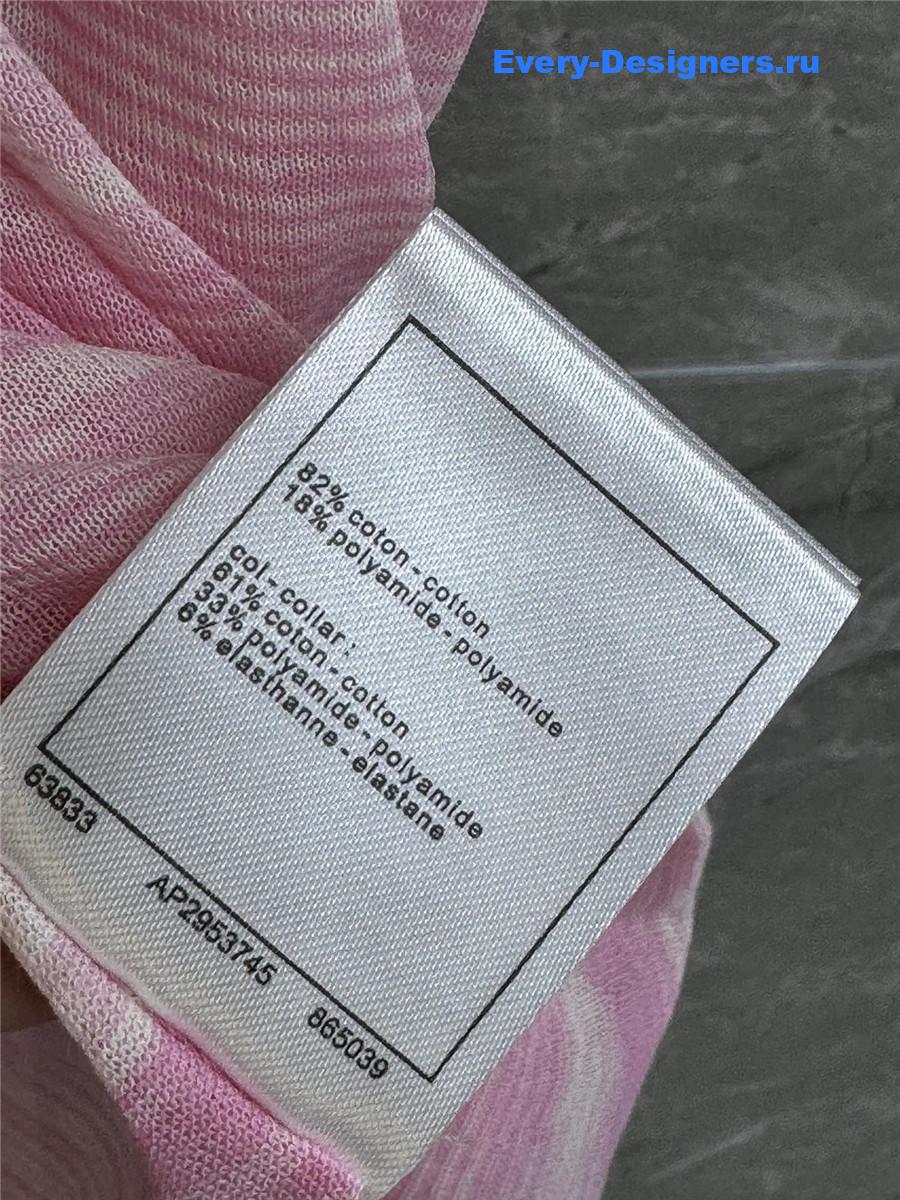 Every-Designers.ru
82% coton - cotton
18% polyamide - polyamide
col - collar :
61% coton - cotton
33% polyamide - polyamide
6% elasthanne - elastane
63833
AP2953745
865039